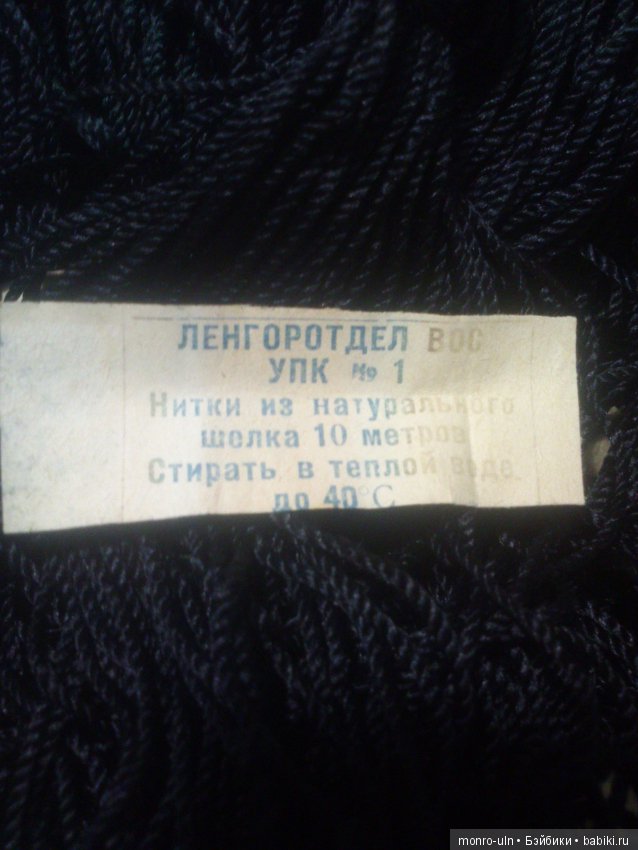 ЛЕНГОРОТДЕЛ ВОС
УПК № 1
Нитки из натурального
шелка 10 метров
Стирать в теплой воде
до 40°С
monro-uln • Бэйбики • babiki.ru